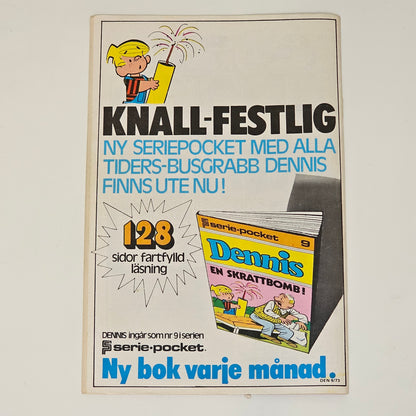 KNALL-FESTLIG
NY SERIEPOCKET MED ALLA
TIDERS-BUSGRABB DENNIS
FINNS UTE NU!
128
sidor fartfylld
läsning
serie-pocket 9
Dennis
EN SKRATTBOMB!
DENNIS ingår som nr 9 i serien
serie-pocket.
Ny bok varje månad.
DEN 6/73